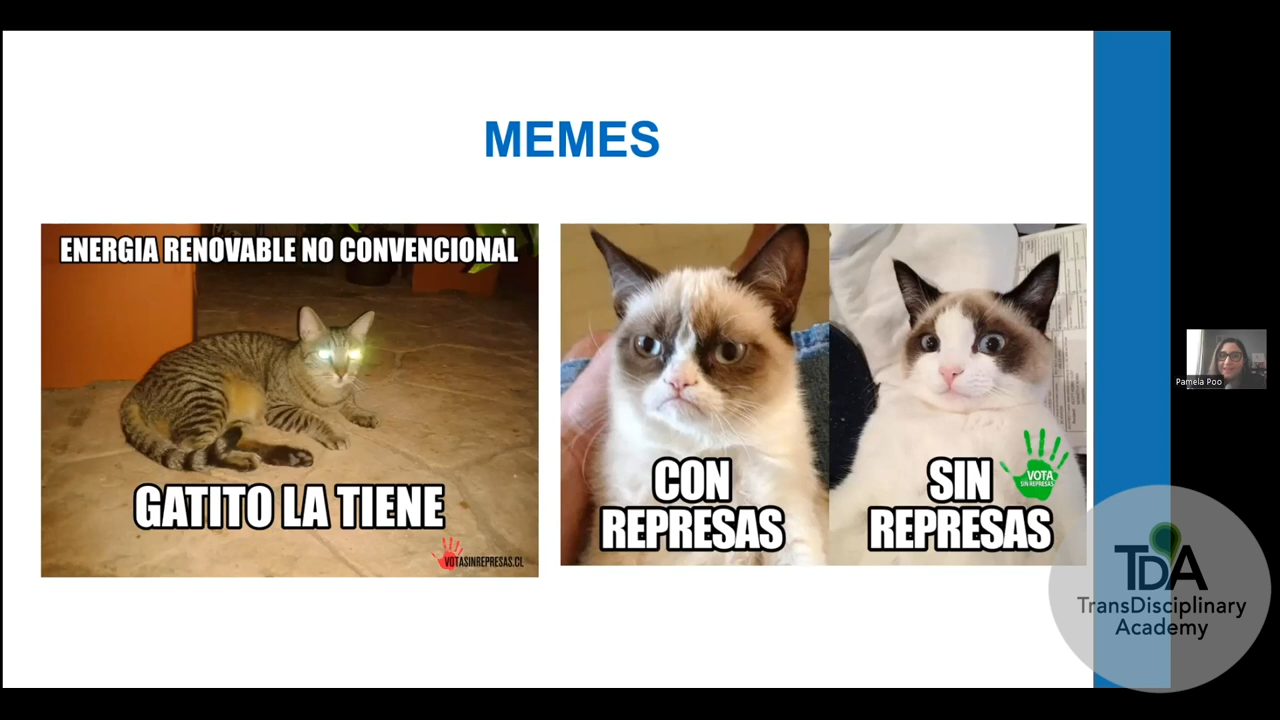 MEMES
ENERGIA RENOVABLE NO CONVENCIONAL
GATITO LA TIENE
VOTASINREPRESAS.CL
CON
REPRESAS
SIN
REPRESAS
VOTA
SIN REPRESAS
Pamela Poo
TDA
TransDisciplinary
Academy